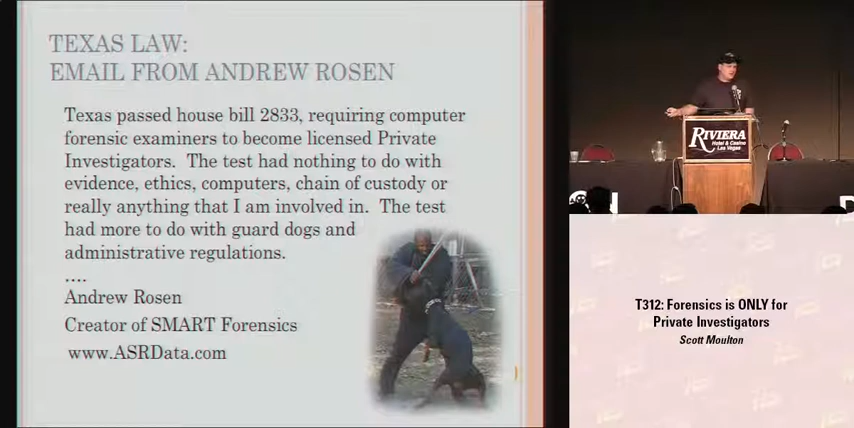 TEXAS LAW:
EMAIL FROM ANDREW ROSEN
Texas passed house bill 2833, requiring computer
forensic examiners to become licensed Private
Investigators. The test had nothing to do with
evidence, ethics, computers, chain of custody or
really anything that I am involved in. The test
had more to do with guard dogs and
administrative regulations.
....
Andrew Rosen
Creator of SMART Forensics
www.ASRData.com
RIVIERA
Hotel & Casino
Las Vegas
T312: Forensics is ONLY for
Private Investigators
Scott Moulton